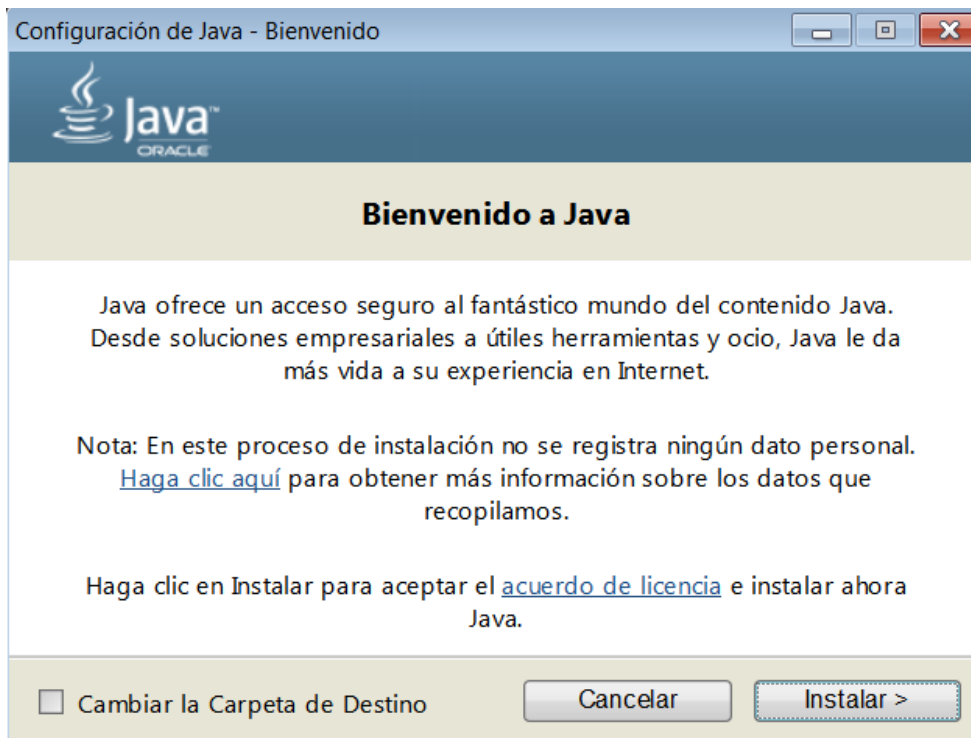 Configuración de Java - Bienvenido
Java™
ORACLE
Bienvenido a Java
Java ofrece un acceso seguro al fantástico mundo del contenido Java.
Desde soluciones empresariales a útiles herramientas y ocio, Java le da
más vida a su experiencia en Internet.
Nota: En este proceso de instalación no se registra ningún dato personal.
Haga clic aquí para obtener más información sobre los datos que
recopilamos.
Haga clic en Instalar para aceptar el acuerdo de licencia e instalar ahora
Java.
Cambiar la Carpeta de Destino
Cancelar
Instalar >